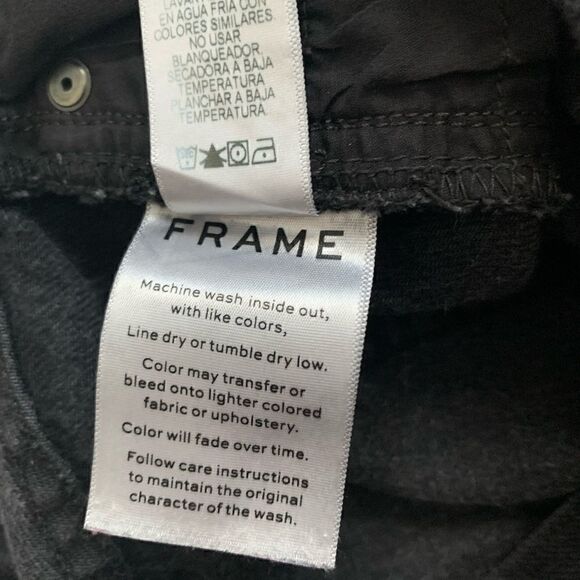 EN AGUA FRIA CON
COLORES SIMILARES.
NO USAR
BLANQUEADOR.
SECADORA A BAJA
TEMPERATURA
PLANCHAR A BAJA
TEMPERATURA.
FRAME
Machine wash inside out,
with like colors,
Line dry or tumble dry low.
Color may transfer or
bleed onto lighter colored
fabric or upholstery.
Color will fade over time.
Follow care instructions
to maintain the original
character of the wash.